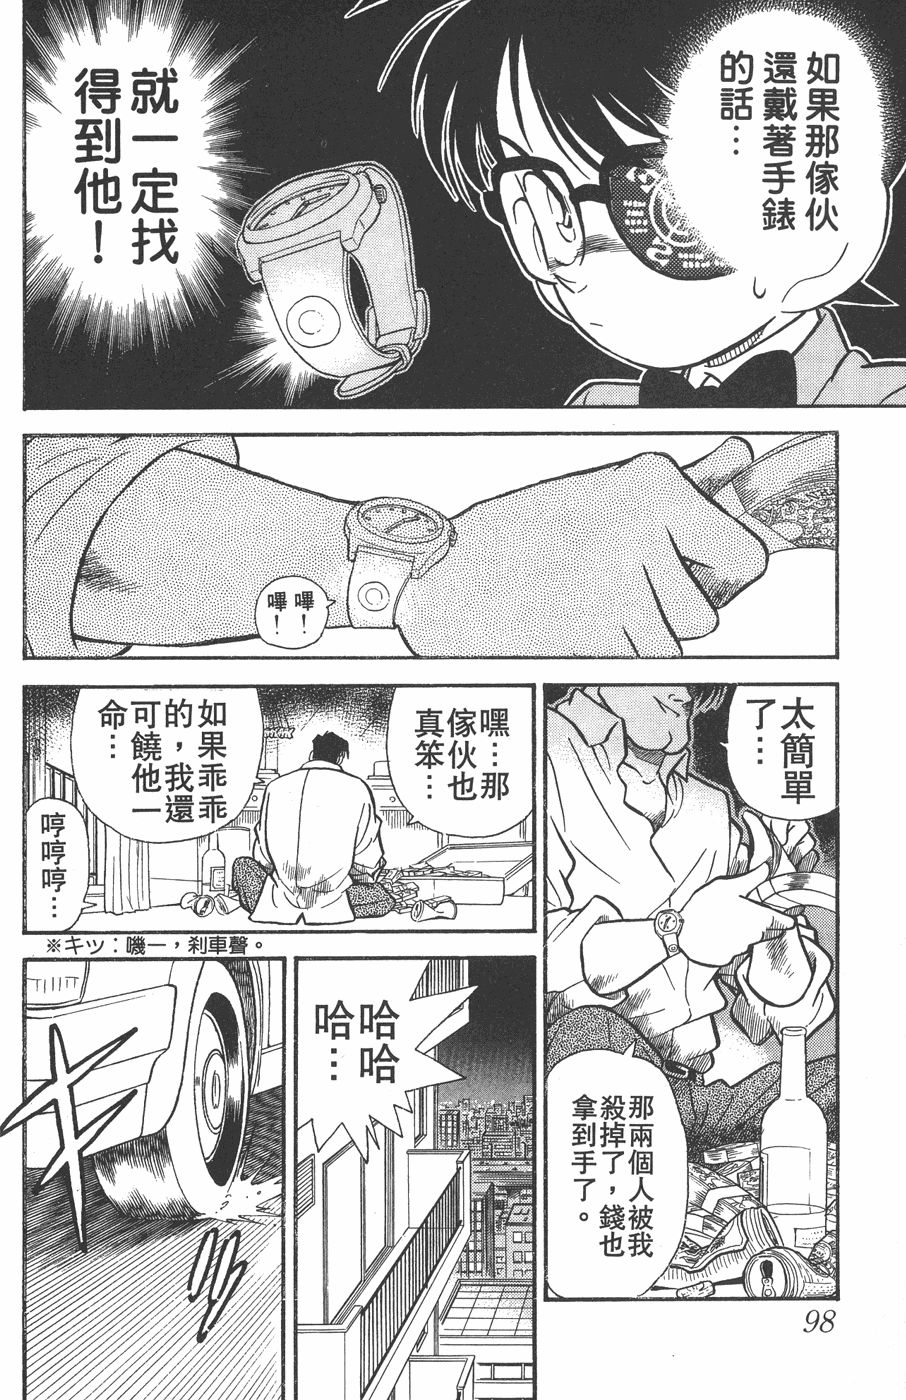 如果那傢伙
還戴著手錶
的話…
就一定找
得到他！
嗶！
嗶！
太簡單
了…
那兩個人被我
殺掉了，錢也
拿到手了。
嘿…那
傢伙也
真笨…
如果乖乖
的，我還
可饒他一
命…
哼哼哼…
哈哈
哈…
※キッ：嘰一，剎車聲。
キッ
98